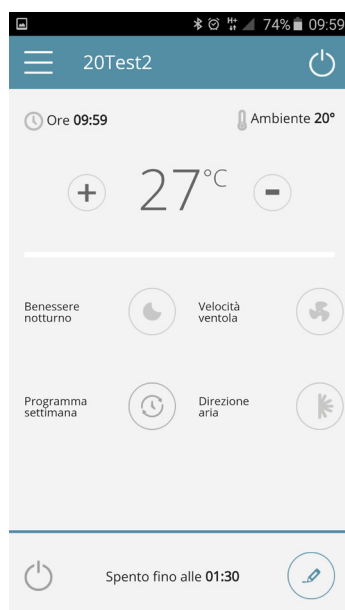 74% 09:59
20Test2
Ore 09:59
Ambiente 20°
+ 27°C -
Benessere
notturno
Velocità
ventola
Programma
settimana
Direzione
aria
Spento fino alle 01:30